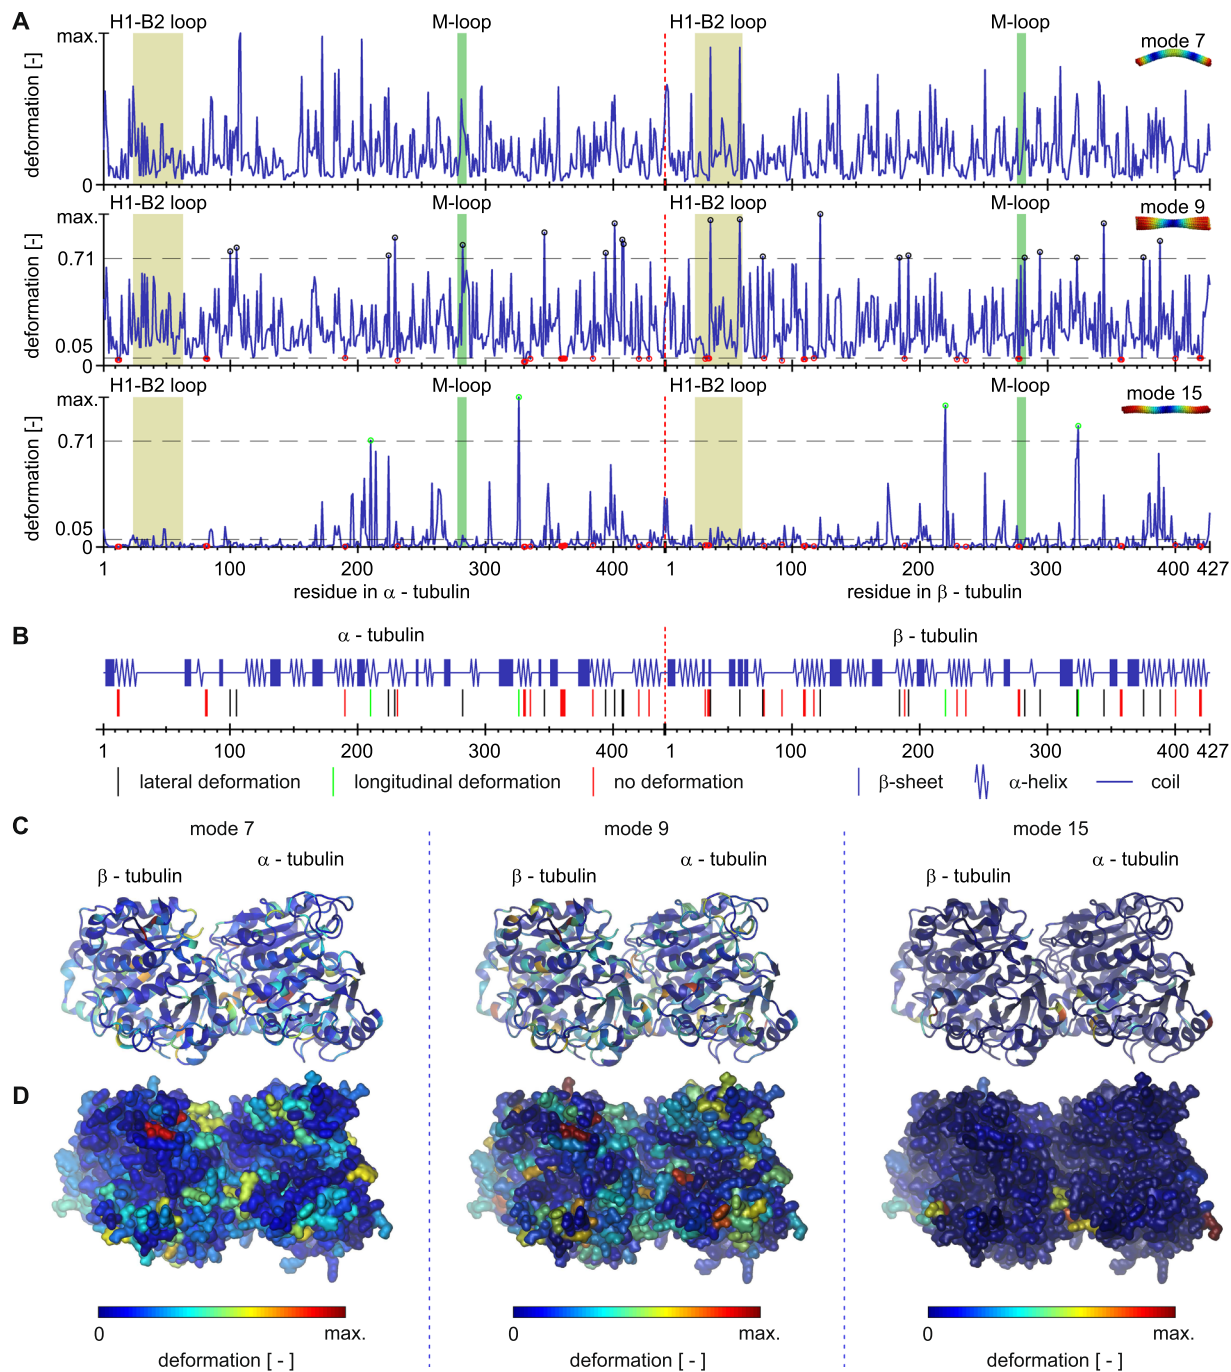 A
H1-B2 loop
M-loop
H1-B2 loop
M-loop
mode 7
max.
deformation [-]
0
H1-B2 loop
M-loop
H1-B2 loop
M-loop
mode 9
max.
0.71
deformation [-]
0.05
0
H1-B2 loop
M-loop
H1-B2 loop
M-loop
mode 15
max.
0.71
deformation [-]
0.05
0
1 100 200 300 400 1 100 200 300 400 427
residue in α - tubulin
residue in β - tubulin
B
α - tubulin
β - tubulin
1 100 200 300 400 1 100 200 300 400 427
lateral deformation
longitudinal deformation
no deformation
β-sheet
α-helix
coil
C
mode 7
mode 9
mode 15
α - tubulin
β - tubulin
α - tubulin
β - tubulin
α - tubulin
β - tubulin
D
0 max.
deformation [ - ]
0 max.
deformation [ - ]
0 max.
deformation [ - ]